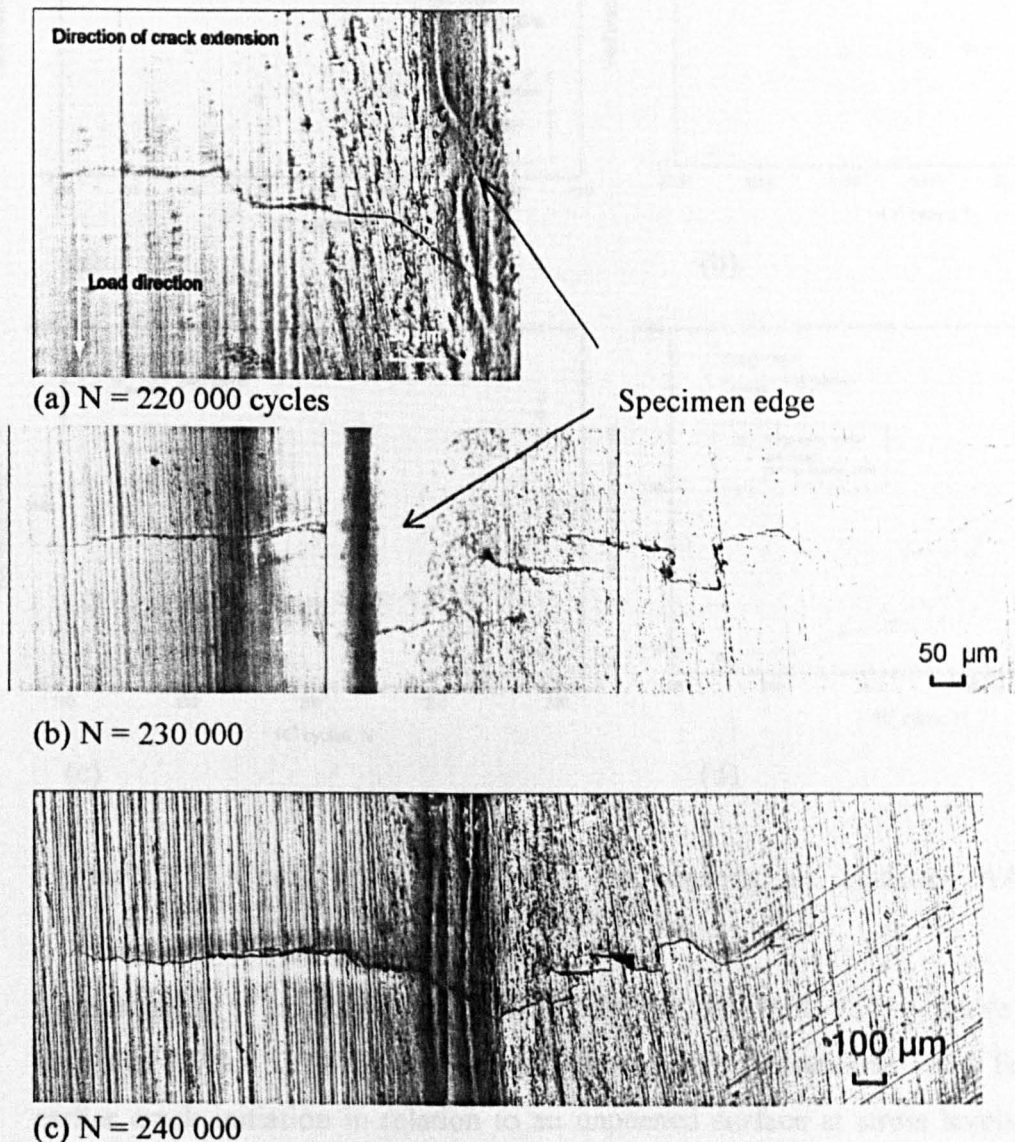 Direction of crack extension
Load direction
(a) N = 220 000 cycles
Specimen edge
50 µm
(b) N = 230 000
100 µm
(c) N = 240 000